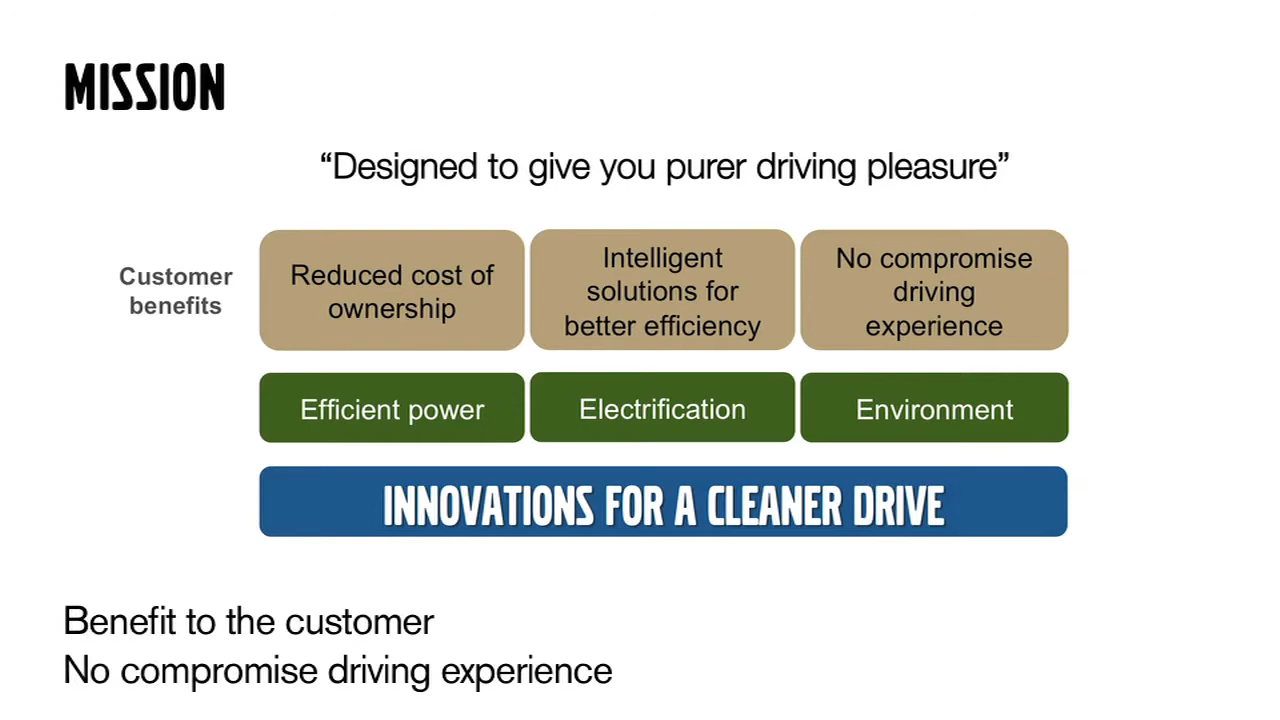 MISSION
“Designed to give you purer driving pleasure”
Customer
benefits
Reduced cost of
ownership
Intelligent
solutions for
better efficiency
No compromise
driving
experience
Efficient power
Electrification
Environment
INNOVATIONS FOR A CLEANER DRIVE
Benefit to the customer
No compromise driving experience